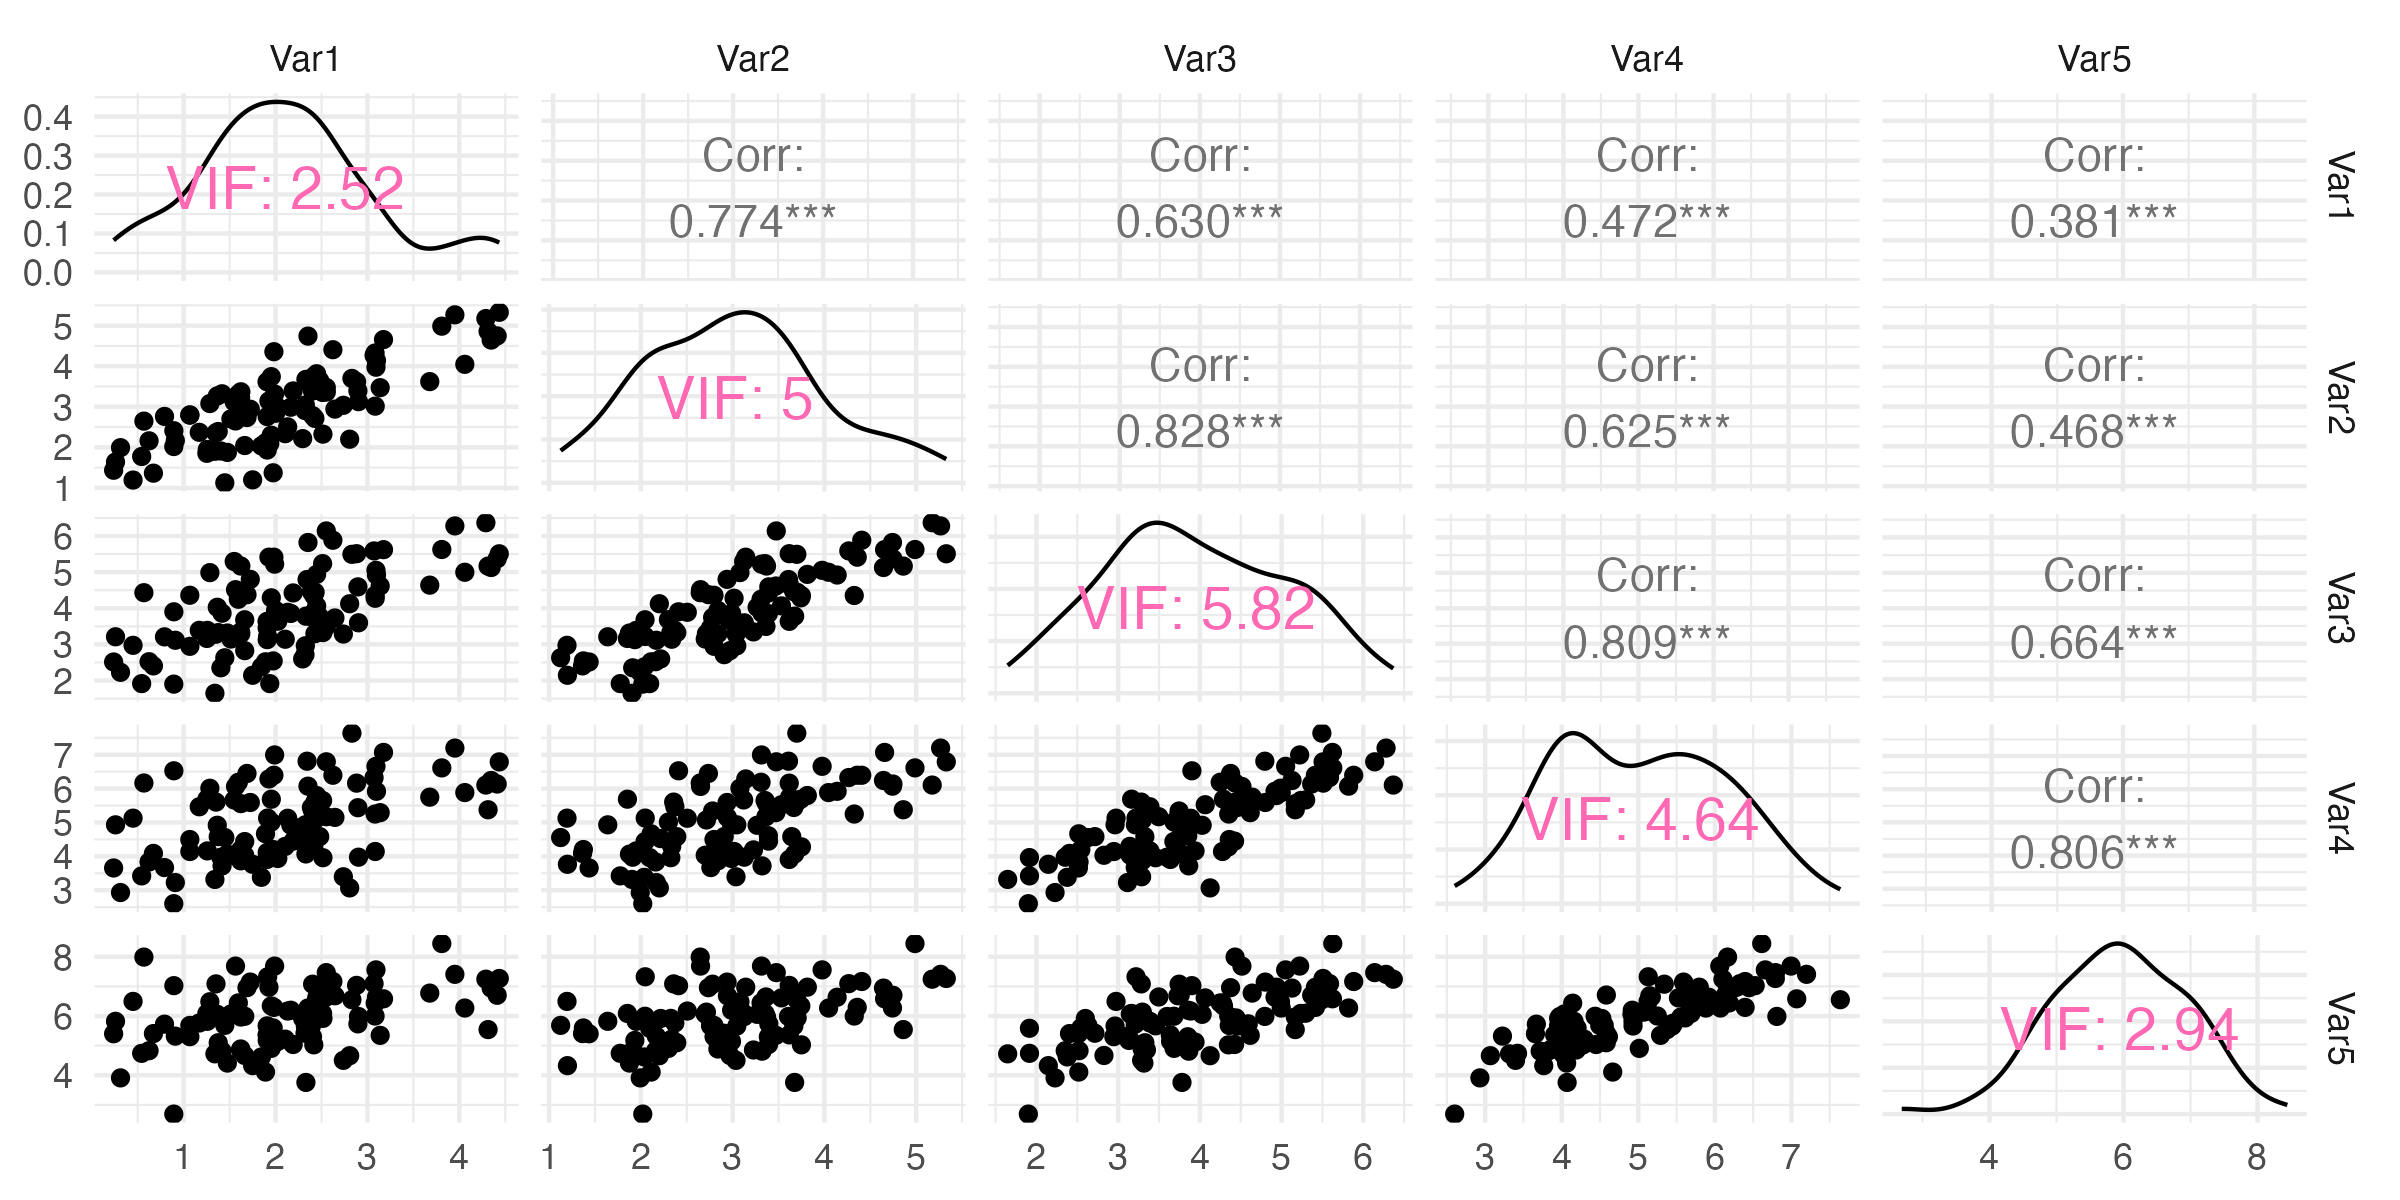 Var1 Var2 Var3 Var4 Var5
0.4
0.3
0.2
0.1
0.0
VIF: 2.52
Corr:
0.774***
Corr:
0.630***
Corr:
0.472***
Corr:
0.381***
Var1
5
4
3
2
1
VIF: 5
Corr:
0.828***
Corr:
0.625***
Corr:
0.468***
Var2
6
5
4
3
2
VIF: 5.82
Corr:
0.809***
Corr:
0.664***
Var3
7
6
5
4
3
VIF: 4.64
Corr:
0.806***
Var4
8
6
4
VIF: 2.94
Var5
1 2 3 4 1 2 3 4 5 2 3 4 5 6 3 4 5 6 7 4 6 8